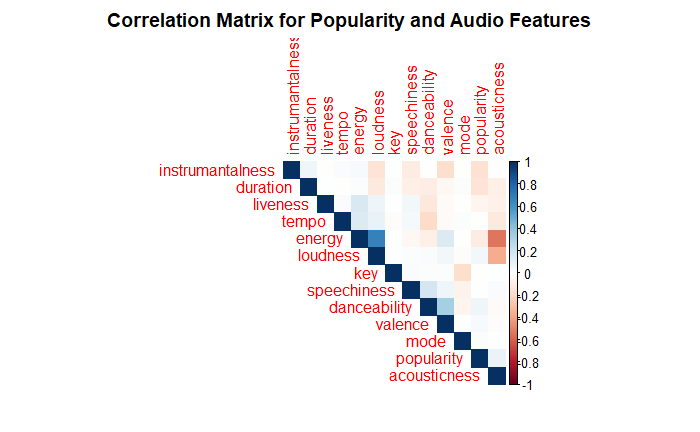 Correlation Matrix for Popularity and Audio Features
instrumantalness
duration
liveness
tempo
energy
loudness
key
speechiness
danceability
valence
mode
popularity
acousticness
instrumantalness
duration
liveness
tempo
energy
loudness
key
speechiness
danceability
valence
mode
popularity
acousticness
1
0.8
0.6
0.4
0.2
0
-0.2
-0.4
-0.6
-0.8
-1